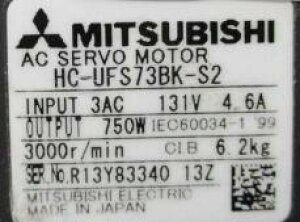 MITSUBISHI
AC SERVO MOTOR
HC-UFS73BK-S2
INPUT 3AC 131V 4.6A
OUTPUT 750W IEC60034-1 99
3000r/min CI.B 6.2kg
SER.No.R13Y83340 13Z
MITSUBISHI ELECTRIC
MADE IN JAPAN